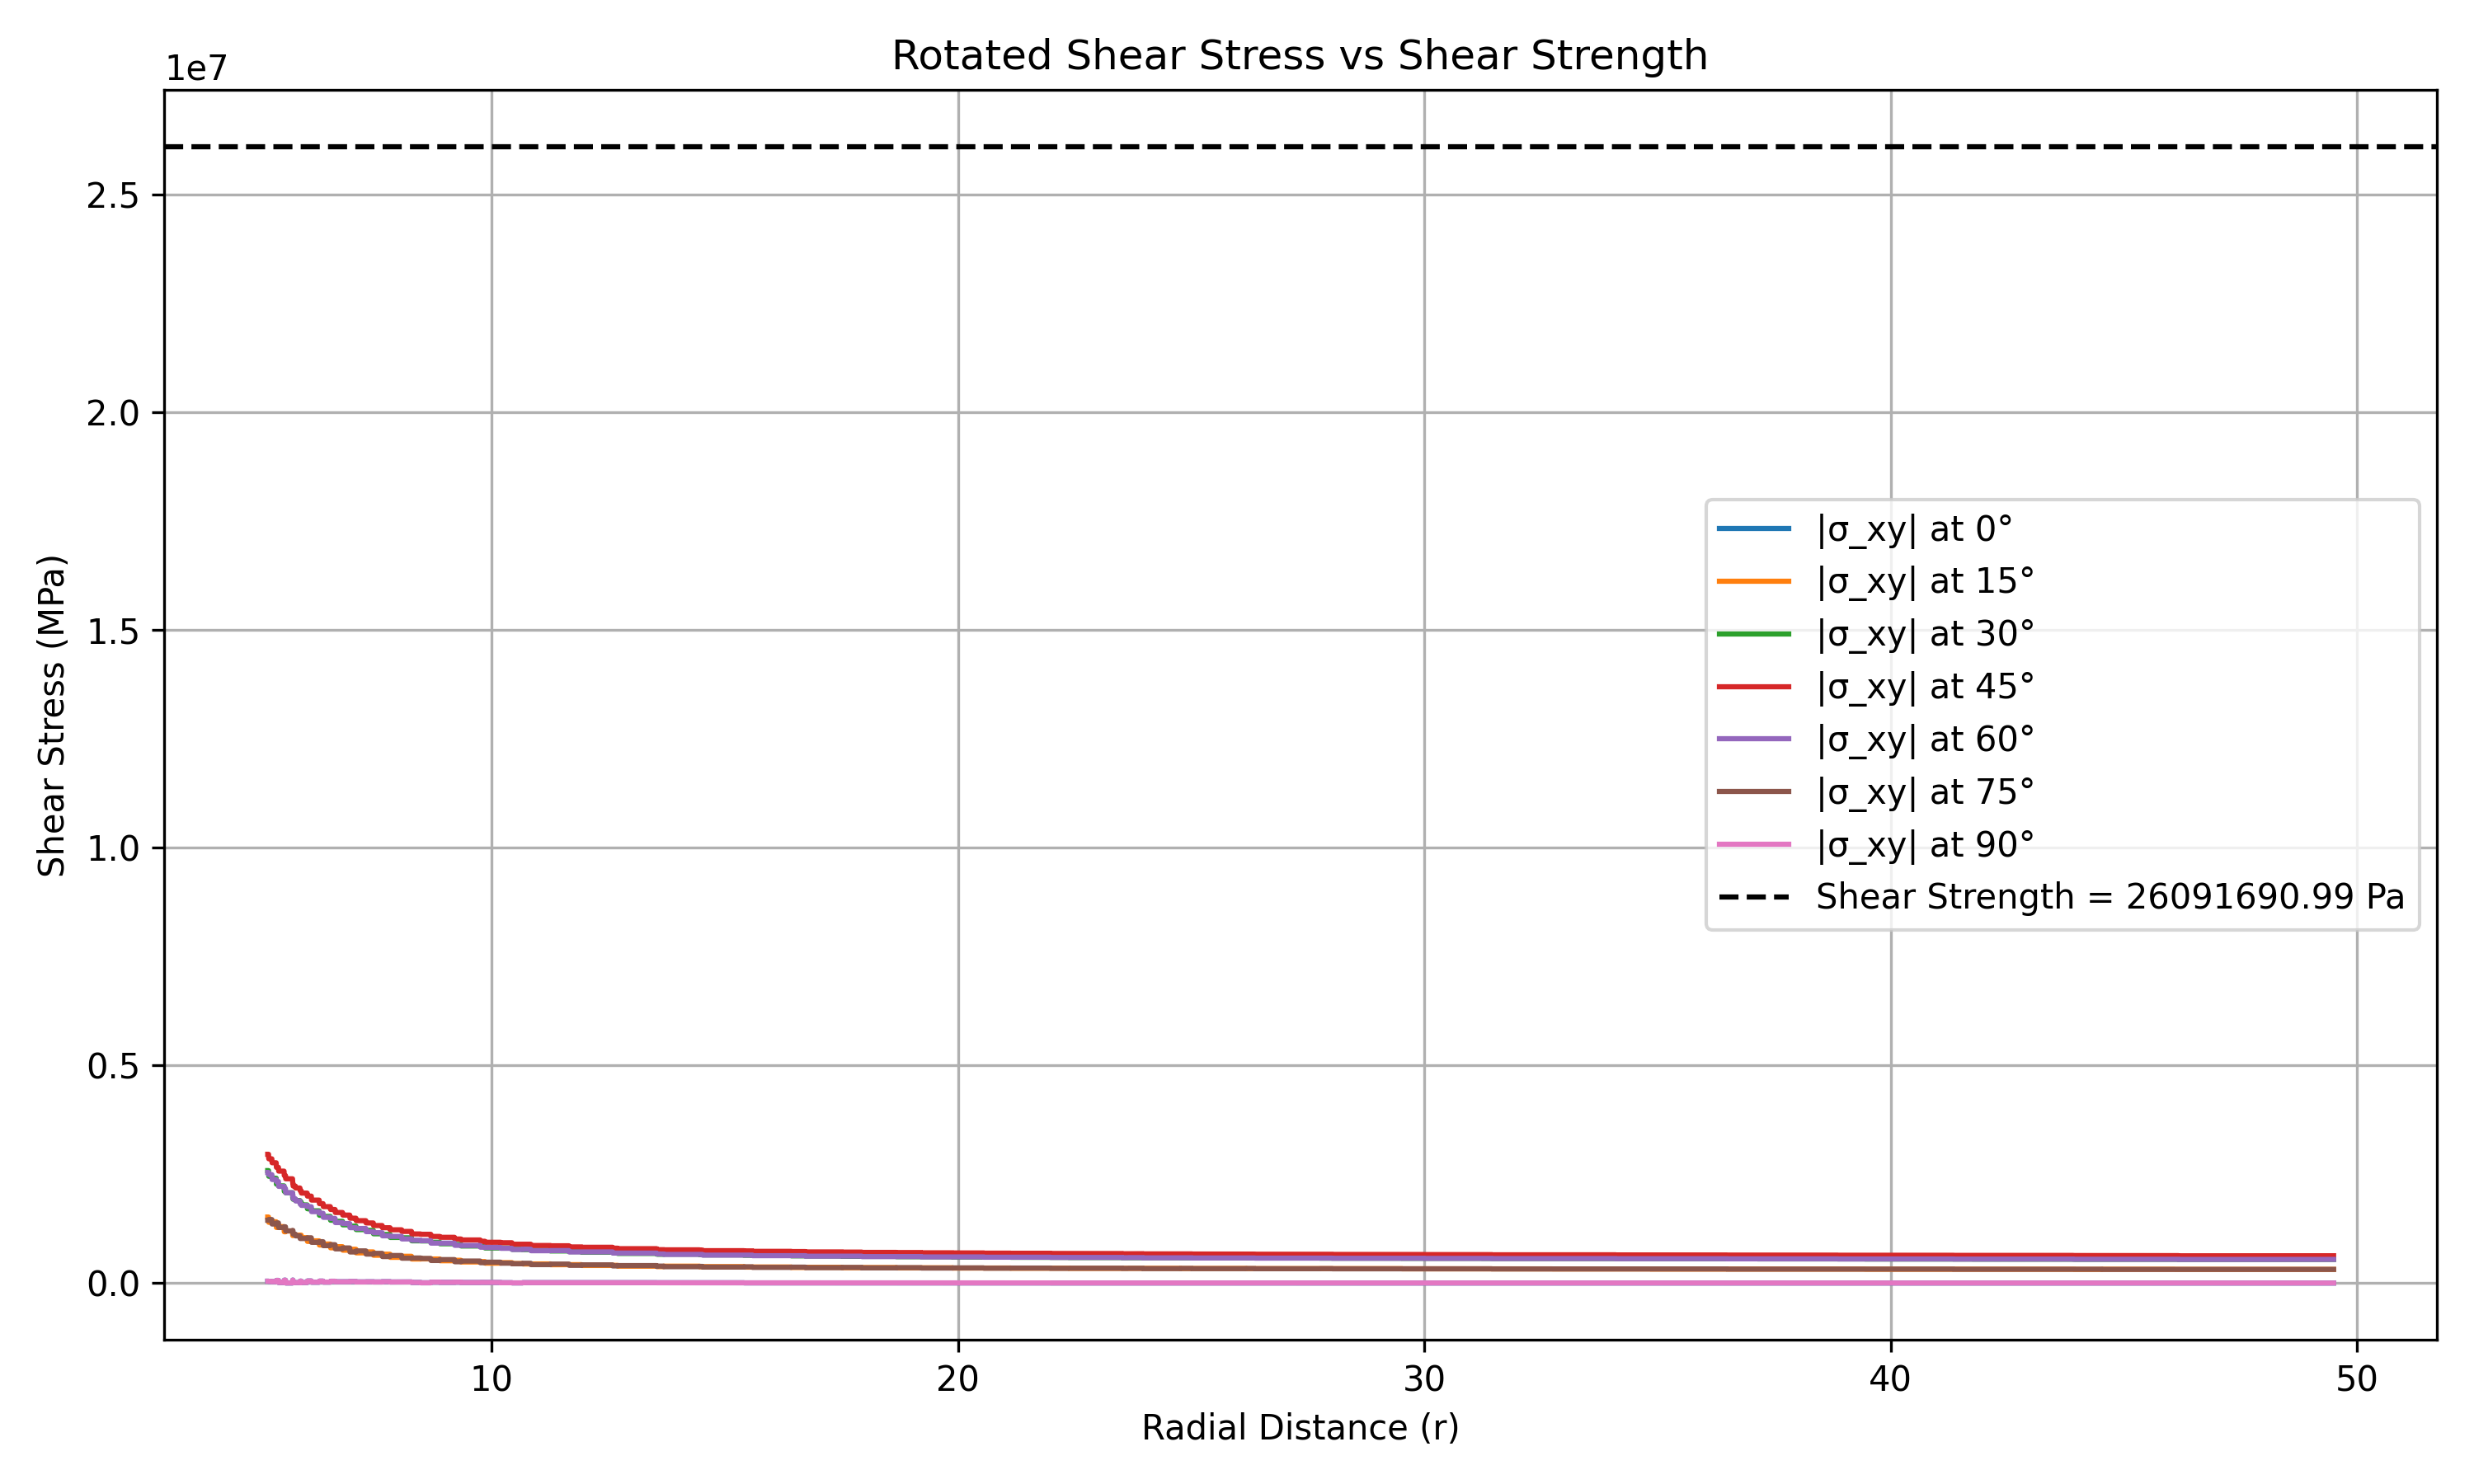 Rotated Shear Stress vs Shear Strength
1e7
2.5
2.0
1.5
1.0
0.5
0.0
Shear Stress (MPa)
|σ_xy| at 0°
|σ_xy| at 15°
|σ_xy| at 30°
|σ_xy| at 45°
|σ_xy| at 60°
|σ_xy| at 75°
|σ_xy| at 90°
Shear Strength = 26091690.99 Pa
10 20 30 40 50
Radial Distance (r)